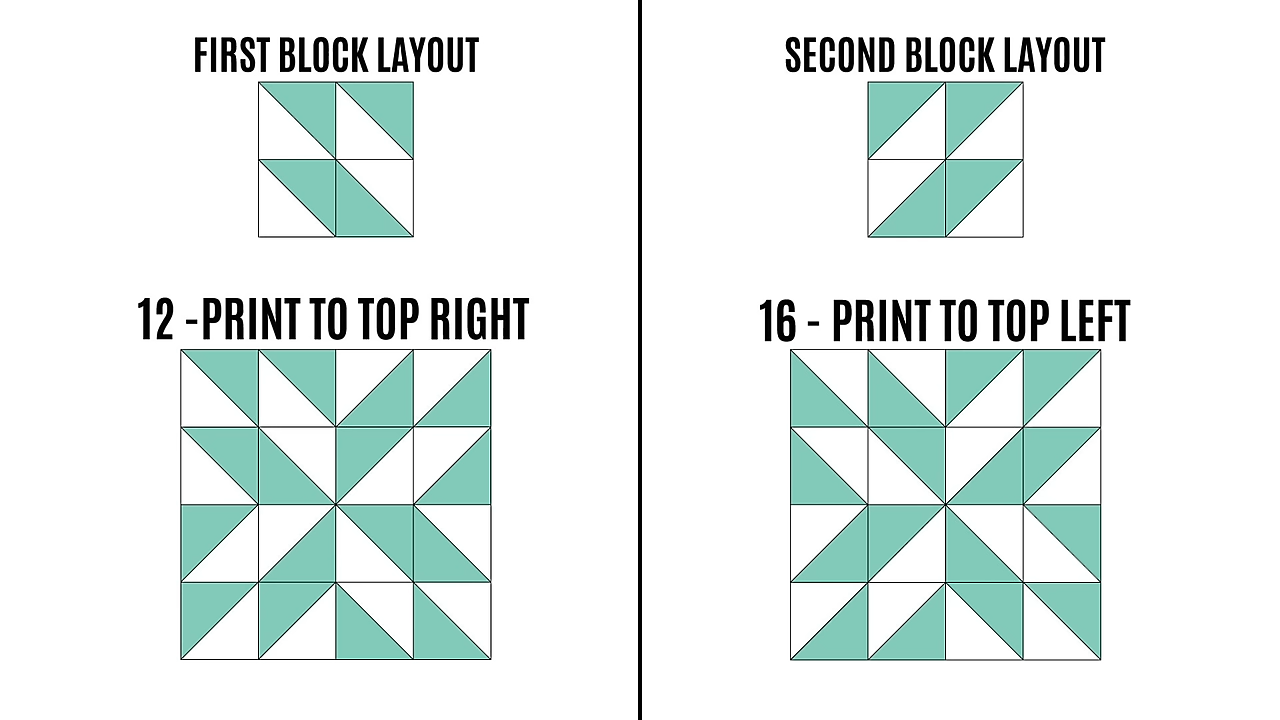 FIRST BLOCK LAYOUT
12 -PRINT TO TOP RIGHT
SECOND BLOCK LAYOUT
16 - PRINT TO TOP LEFT